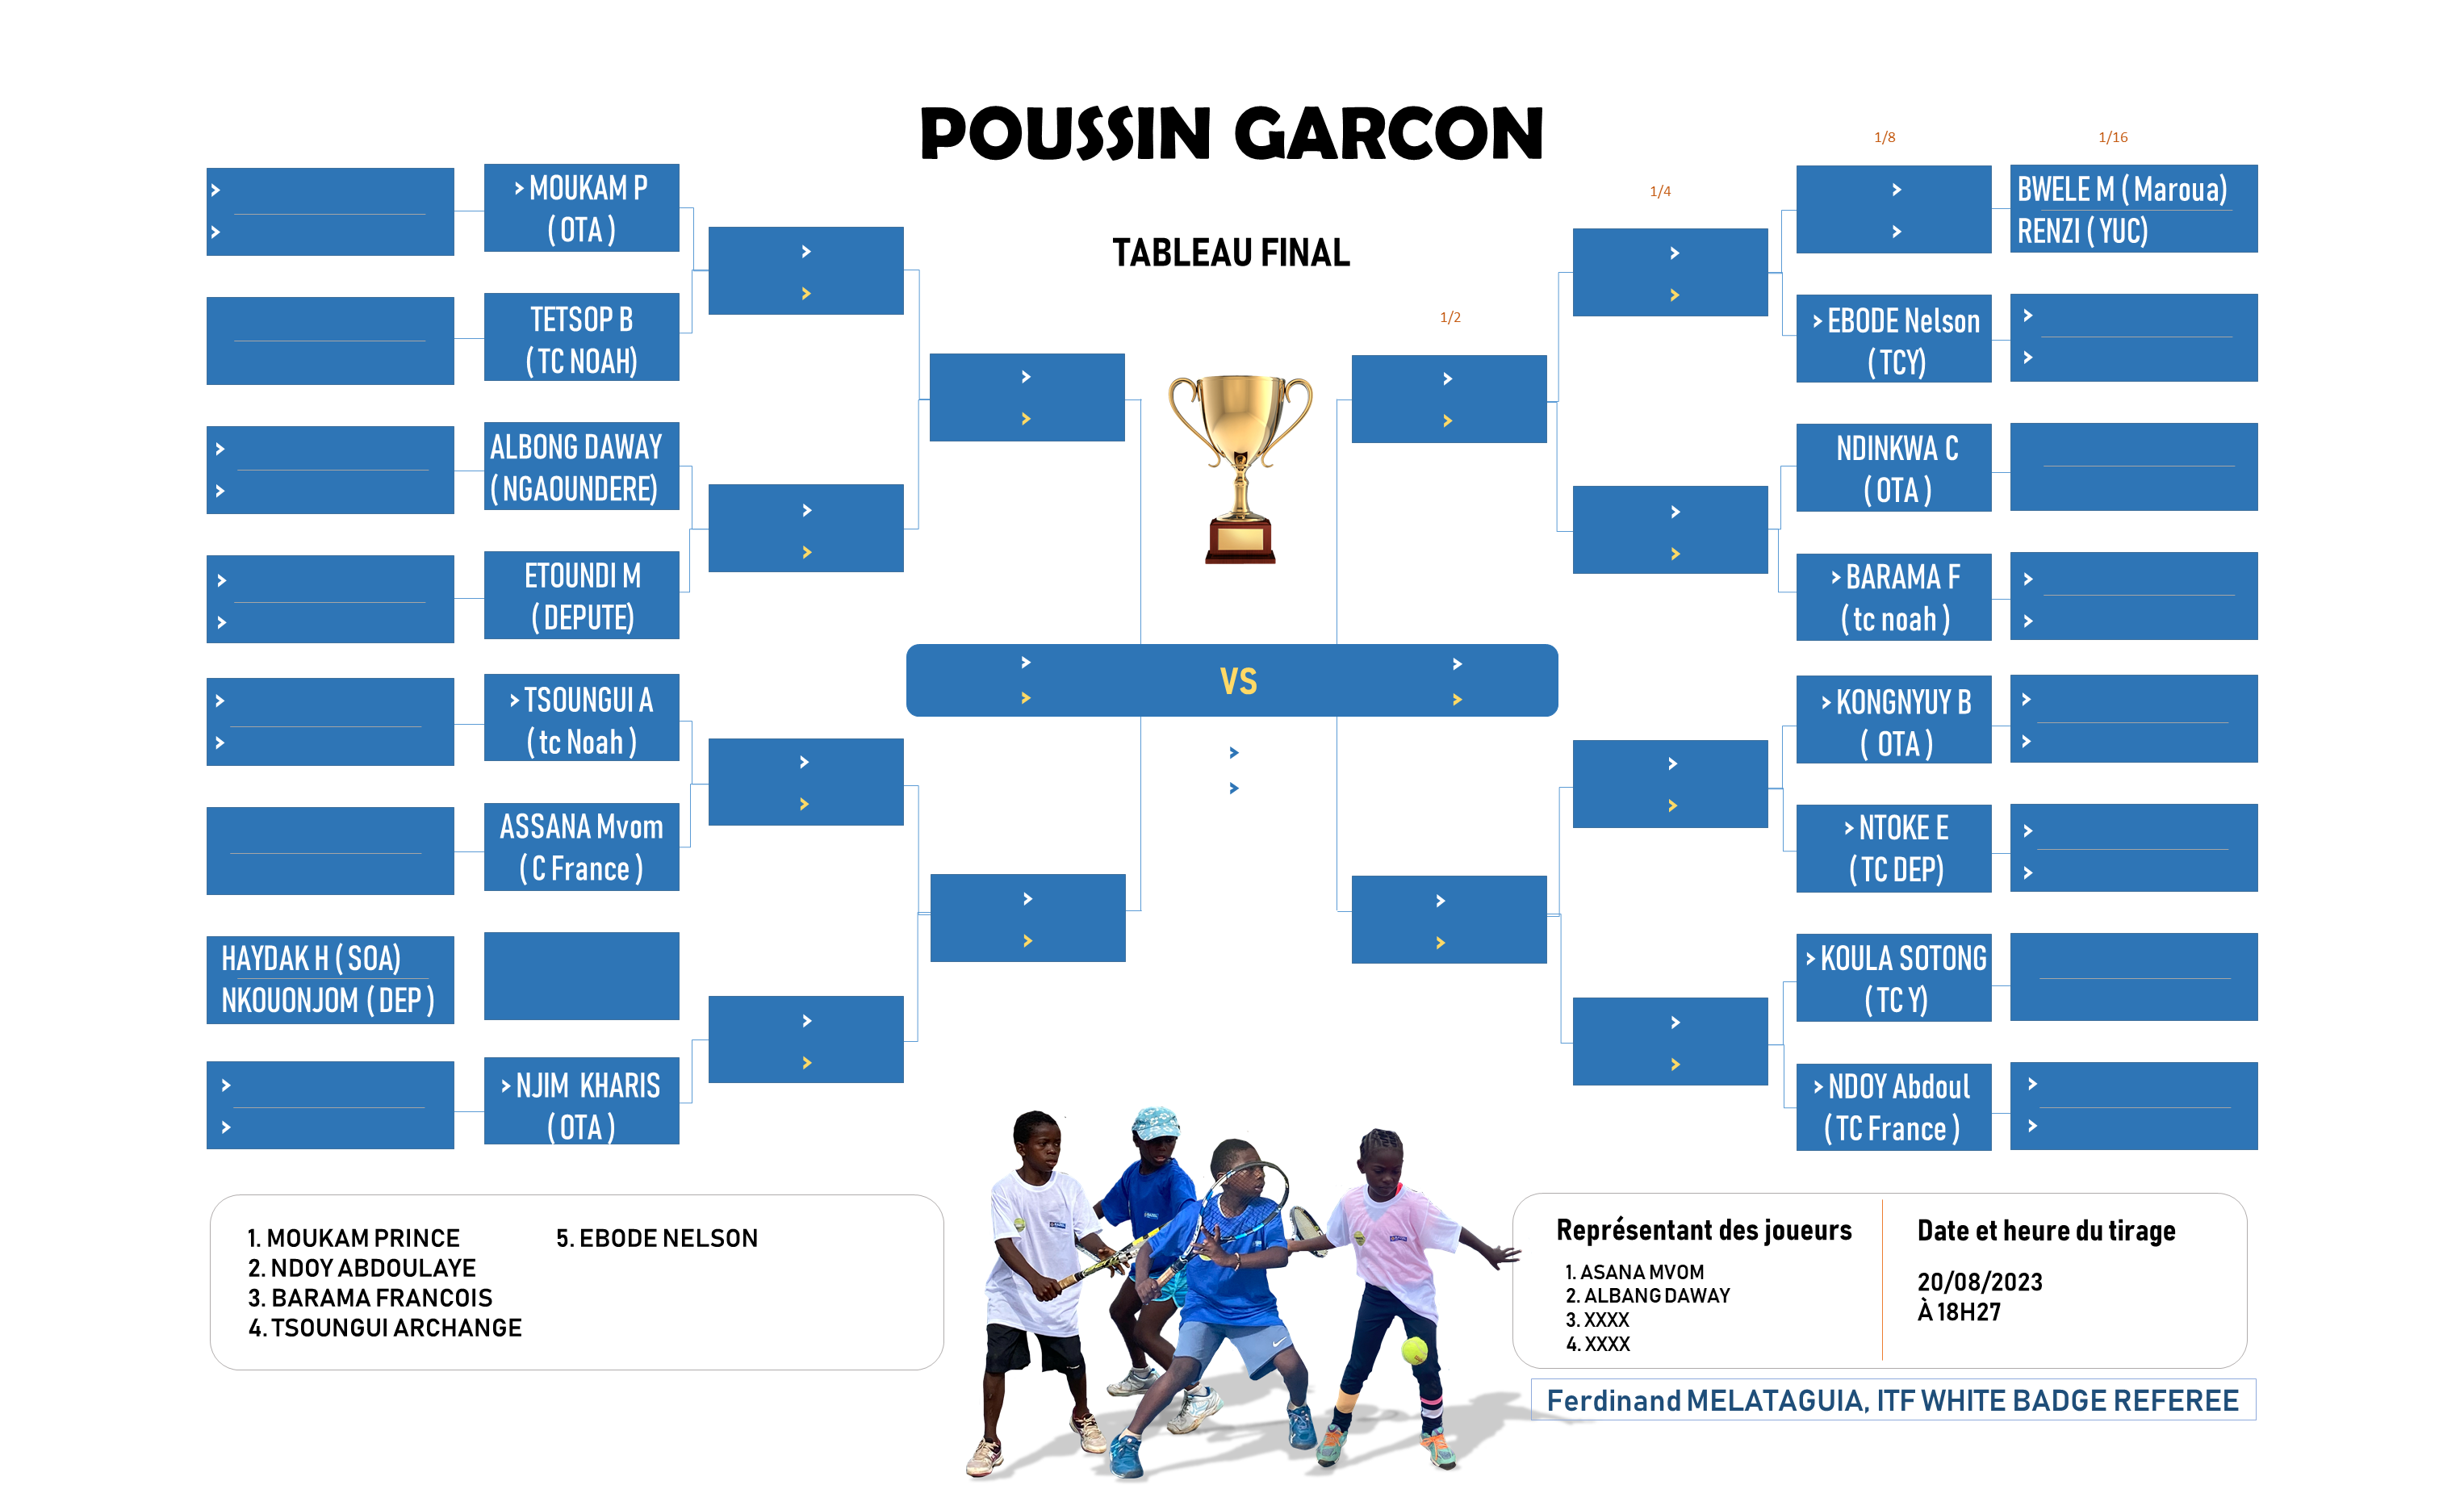 POUSSIN GARCON
TABLEAU FINAL
1/8
1/16
1/4
1/2
> MOUKAM P
( OTA )
TETSOP B
( TC NOAH)
ALBONG DAWAY
( NGAOUNDERE)
ETOUNDI M
( DEPUTE)
> TSOUNGUI A
( tc Noah )
ASSANA Mvom
( C France )
HAYDAK H ( SOA)
NKOUONJOM ( DEP )
> NJIM KHARIS
( OTA )
VS
BWELE M ( Maroua)
RENZI ( YUC)
> EBODE Nelson
( TCY)
NDINKWA C
( OTA )
> BARAMA F
( tc noah )
> KONGNYUY B
( OTA )
> NTOKE E
( TC DEP)
> KOULA SOTONG
( TC Y)
> NDOY Abdoul
( TC France )
1. MOUKAM PRINCE
2. NDOY ABDOULAYE
3. BARAMA FRANCOIS
4. TSOUNGUI ARCHANGE
5. EBODE NELSON
Représentant des joueurs
1. ASANA MVOM
2. ALBANG DAWAY
3. XXXX
4. XXXX
Date et heure du tirage
20/08/2023
À 18H27
Ferdinand MELATAGUIA, ITF WHITE BADGE REFEREE